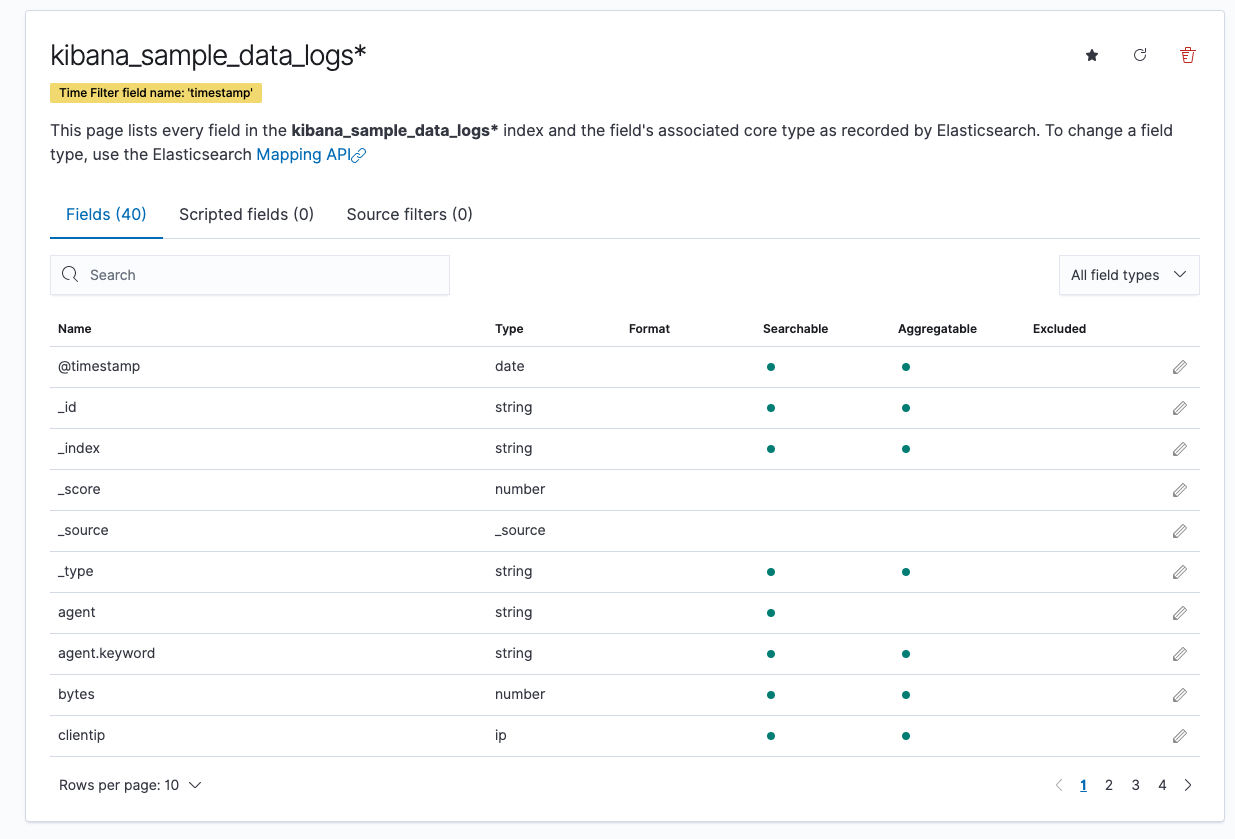 kibana_sample_data_logs*
Time Filter field name: 'timestamp'
This page lists every field in the kibana_sample_data_logs* index and the field's associated core type as recorded by Elasticsearch. To change a field
type, use the Elasticsearch Mapping API
Fields (40) Scripted fields (0) Source filters (0)
Search All field types
Name Type Format Searchable Aggregatable Excluded
@timestamp date
_id string
_index string
_score number
_source _source
_type string
agent string
agent.keyword string
bytes number
clientip ip
Rows per page: 10 1 2 3 4